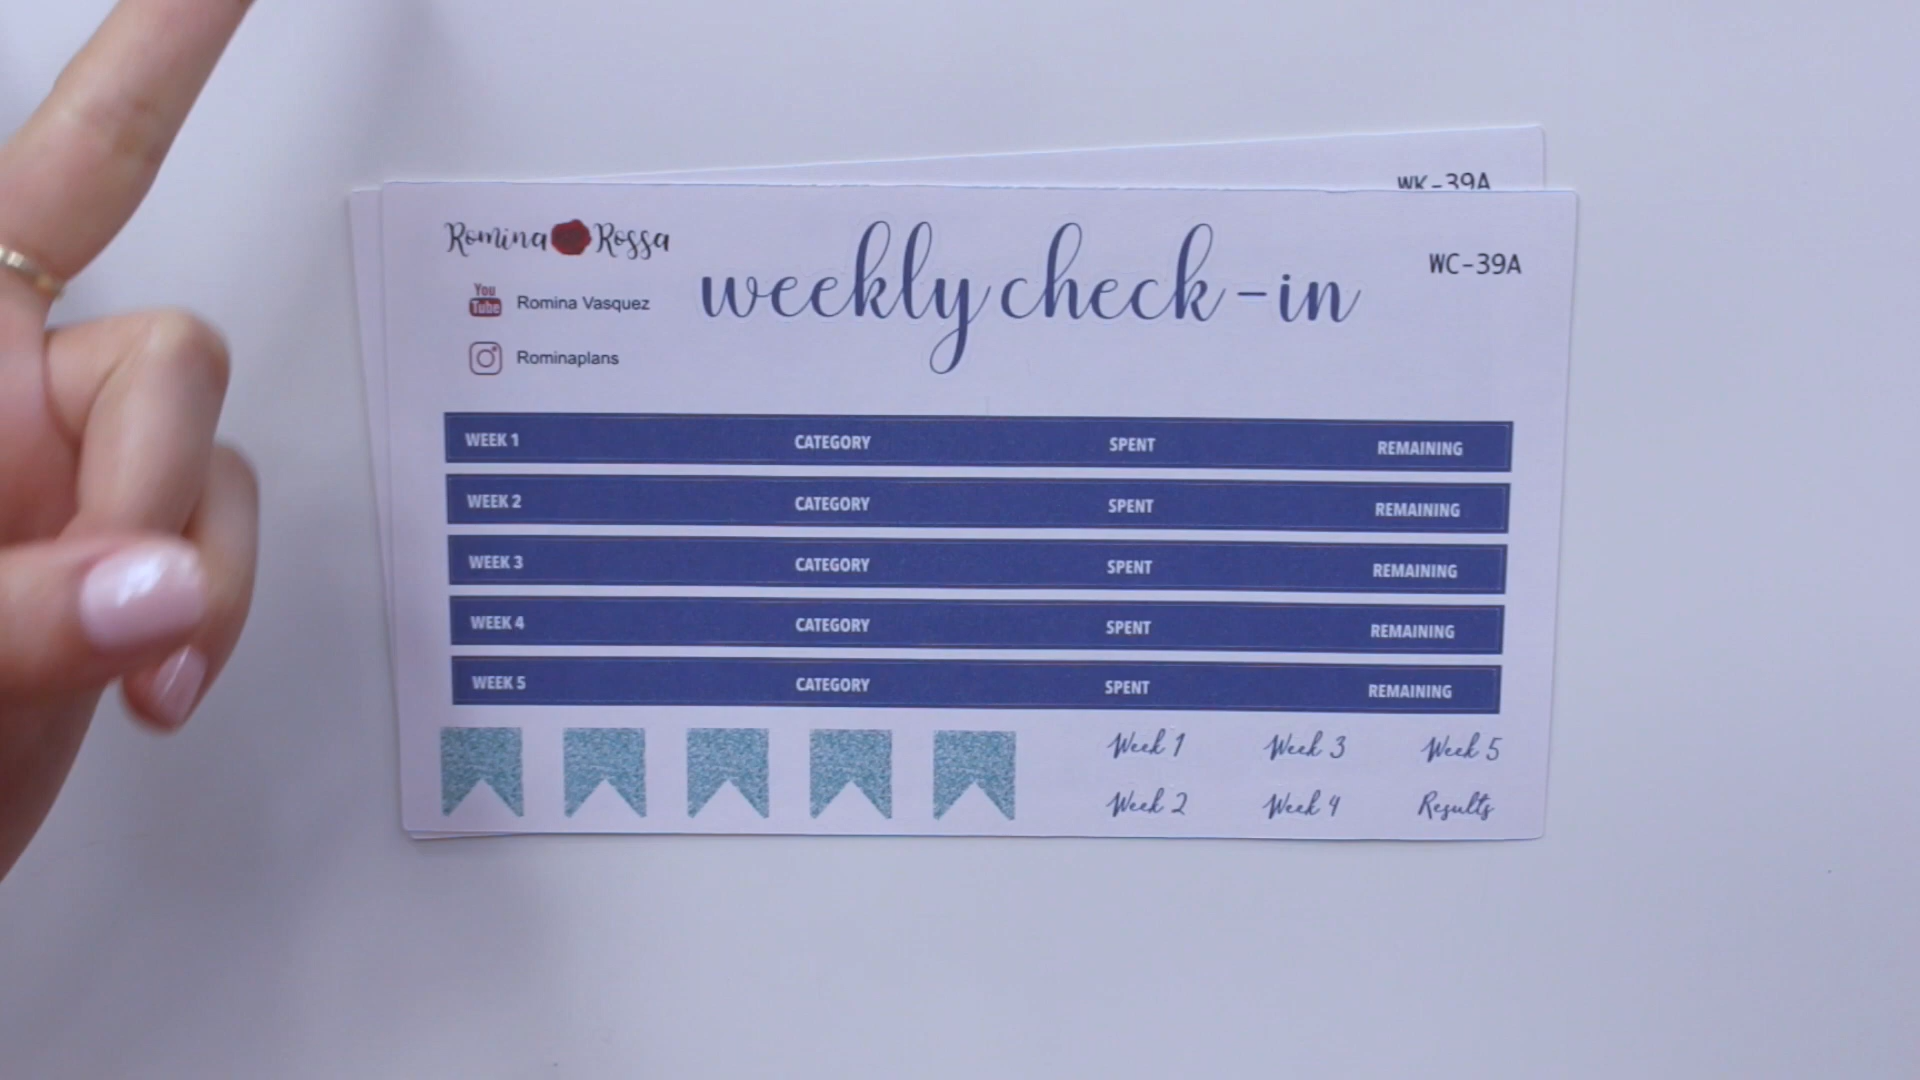 WK-39A
Romina Rossa
weekly check-in
WC-39A
You Tube Romina Vasquez
Rominaplans
WEEK 1 CATEGORY SPENT REMAINING
WEEK 2 CATEGORY SPENT REMAINING
WEEK 3 CATEGORY SPENT REMAINING
WEEK 4 CATEGORY SPENT REMAINING
WEEK 5 CATEGORY SPENT REMAINING
Week 1 Week 3 Week 5
Week 2 Week 4 Results